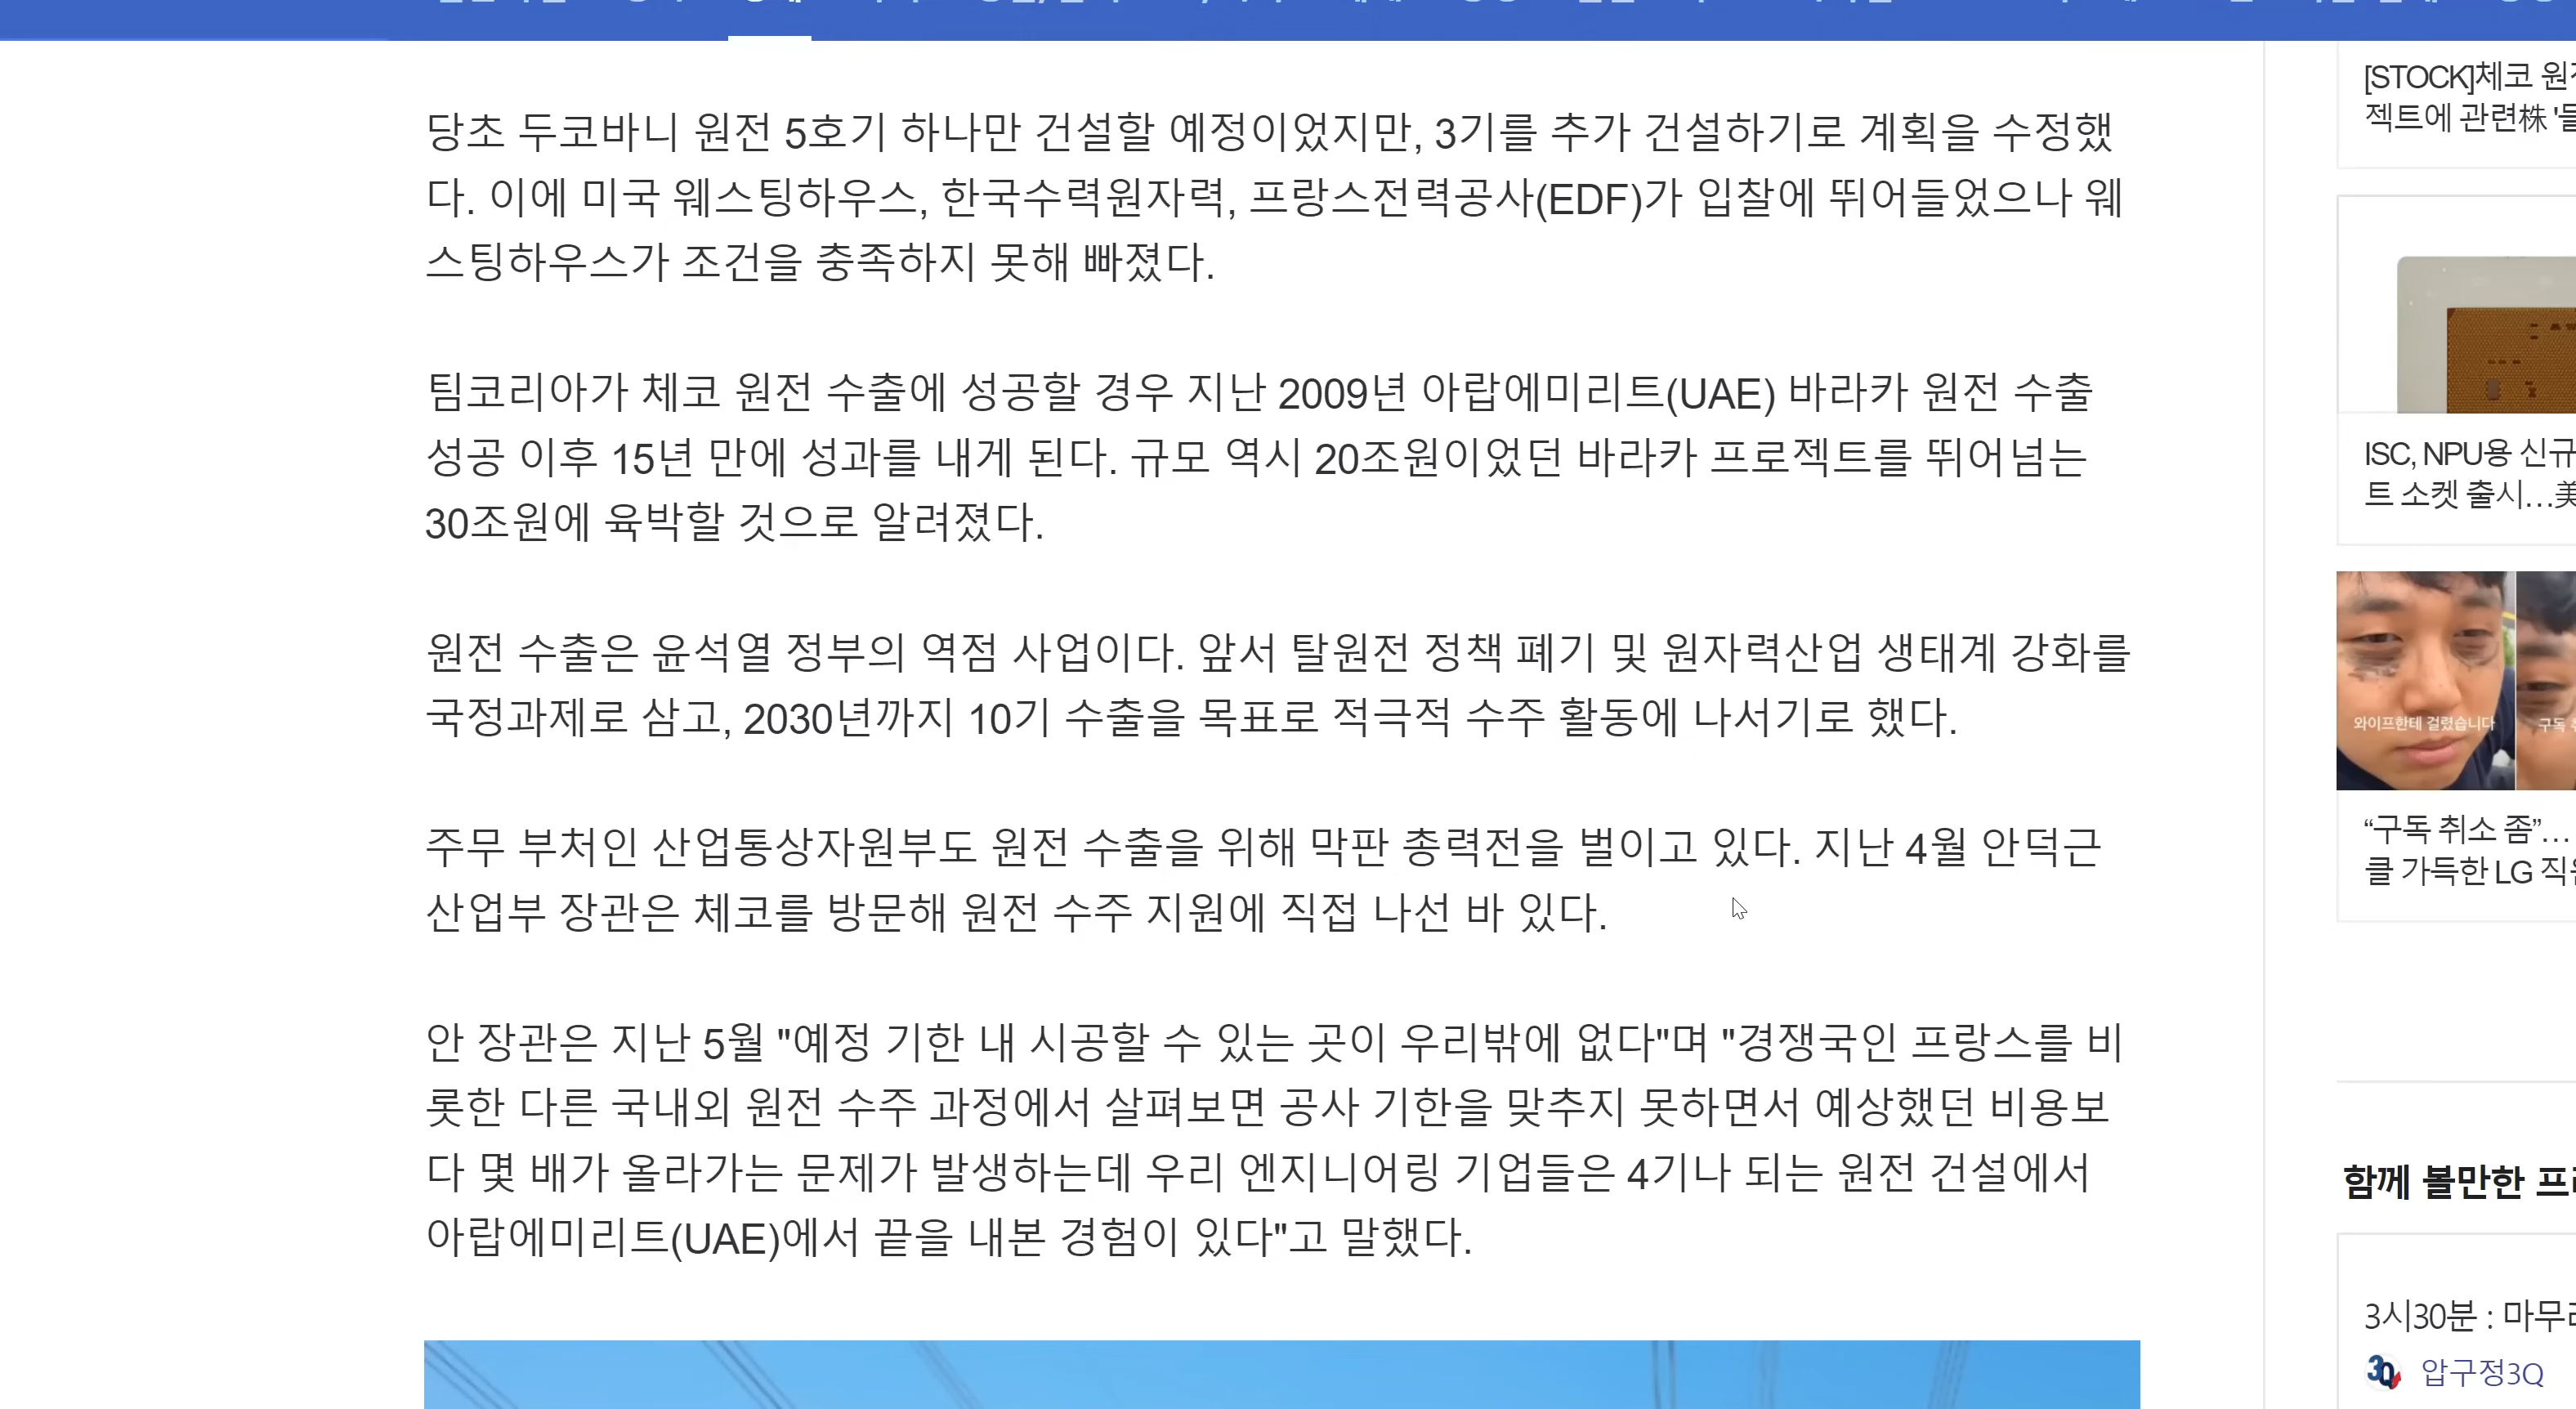 당초 두코바니 원전 5호기 하나만 건설할 예정이었지만, 3기를 추가 건설하기로 계획을 수정했
다. 이에 미국 웨스팅하우스, 한국수력원자력, 프랑스전력공사(EDF)가 입찰에 뛰어들었으나 웨
스팅하우스가 조건을 충족하지 못해 빠졌다.
팀코리아가 체코 원전 수출에 성공할 경우 지난 2009년 아랍에미리트(UAE) 바라카 원전 수출
성공 이후 15년 만에 성과를 내게 된다. 규모 역시 20조원이었던 바라카 프로젝트를 뛰어넘는
30조원에 육박할 것으로 알려졌다.
원전 수출은 윤석열 정부의 역점 사업이다. 앞서 탈원전 정책 폐기 및 원자력산업 생태계 강화를
국정과제로 삼고, 2030년까지 10기 수출을 목표로 적극적 수주 활동에 나서기로 했다.
주무 부처인 산업통상자원부도 원전 수출을 위해 막판 총력전을 벌이고 있다. 지난 4월 안덕근
산업부 장관은 체코를 방문해 원전 수주 지원에 직접 나선 바 있다.
안 장관은 지난 5월 "예정 기한 내 시공할 수 있는 곳이 우리밖에 없다"며 "경쟁국인 프랑스를 비
롯한 다른 국내외 원전 수주 과정에서 살펴보면 공사 기한을 맞추지 못하면서 예상했던 비용보
다 몇 배가 올라가는 문제가 발생하는데 우리 엔지니어링 기업들은 4기나 되는 원전 건설에서
아랍에미리트(UAE)에서 끝을 내본 경험이 있다"고 말했다.
[STOCK]체코 원
젝트에 관련株
ISC, NPU용 신규
트 소켓 출시…美
와이프한테 걸렸습니다
구독
“구독 취소 좀”…
클 가득한 LG 직
함께 볼만한
3시30분 : 마무
3Q 압구정3Q